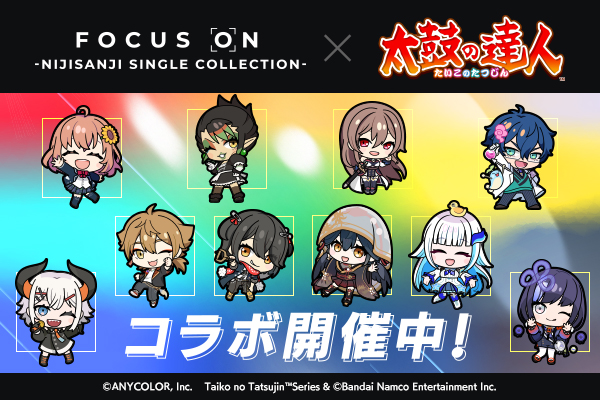 FOCUS ON
-NIJISANJI SINGLE COLLECTION-
×
太鼓の達人
たいこのたつじん
TM
コラボ開催中!
©ANYCOLOR, Inc. Taiko no Tatsujin™Series & ©Bandai Namco Entertainment Inc.